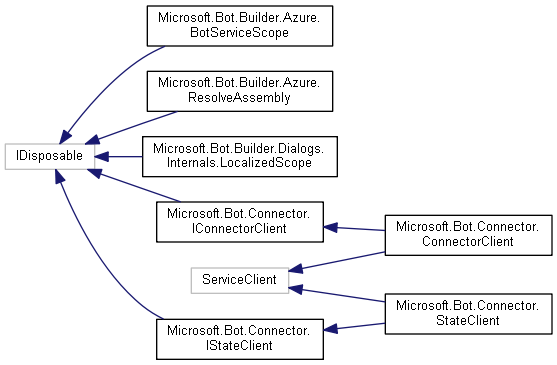 Microsoft.Bot.Builder.Azure.
BotServiceScope
Microsoft.Bot.Builder.Azure.
ResolveAssembly
IDisposable
Microsoft.Bot.Builder.Dialogs.
Internals.LocalizedScope
Microsoft.Bot.Connector.
IConnectorClient
Microsoft.Bot.Connector.
ConnectorClient
ServiceClient
Microsoft.Bot.Connector.
StateClient
Microsoft.Bot.Connector.
IStateClient